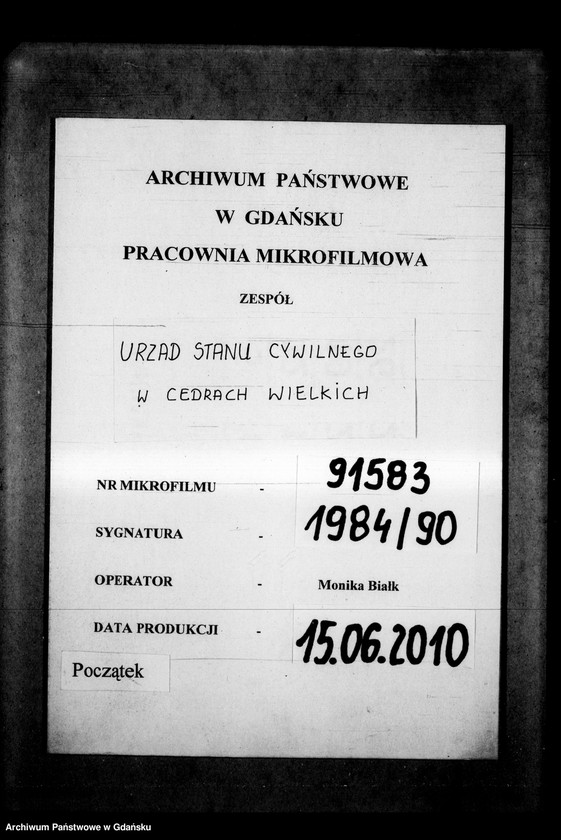 ARCHIWUM PAŃSTWOWE
W GDAŃSKU
PRACOWNIA MIKROFILMOWA
ZESPÓŁ
URZAD STANU CYWILNEGO
W CEDRACH WIELKICH
NR MIKROFILMU - 91583
SYGNATURA - 1984/90
OPERATOR - Monika Białk
DATA PRODUKCJI - 15.06.2010
Początek
Archiwum Państwowe w Gdańsku